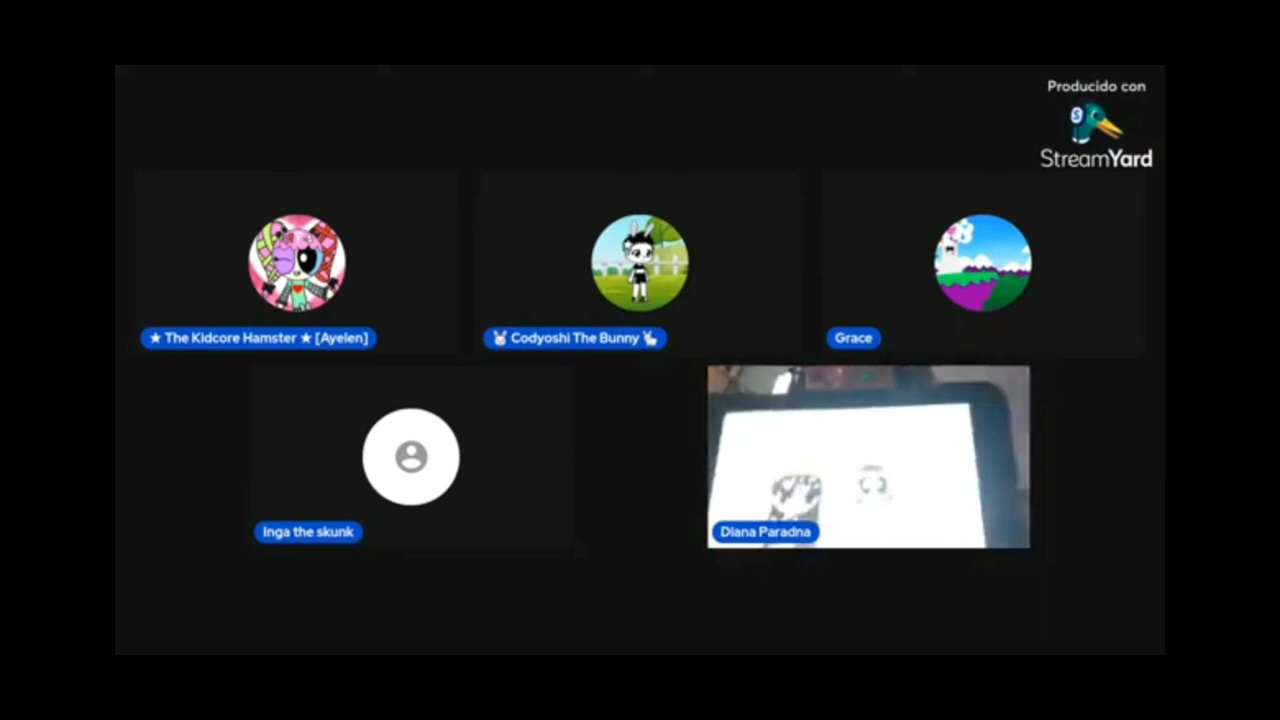 Producido con
S
StreamYard
★ The Kidcore Hamster ★ [Ayelen]
🐰 Codyoshi The Bunny 🐇
Grace
Inga the skunk
Diana Paradna